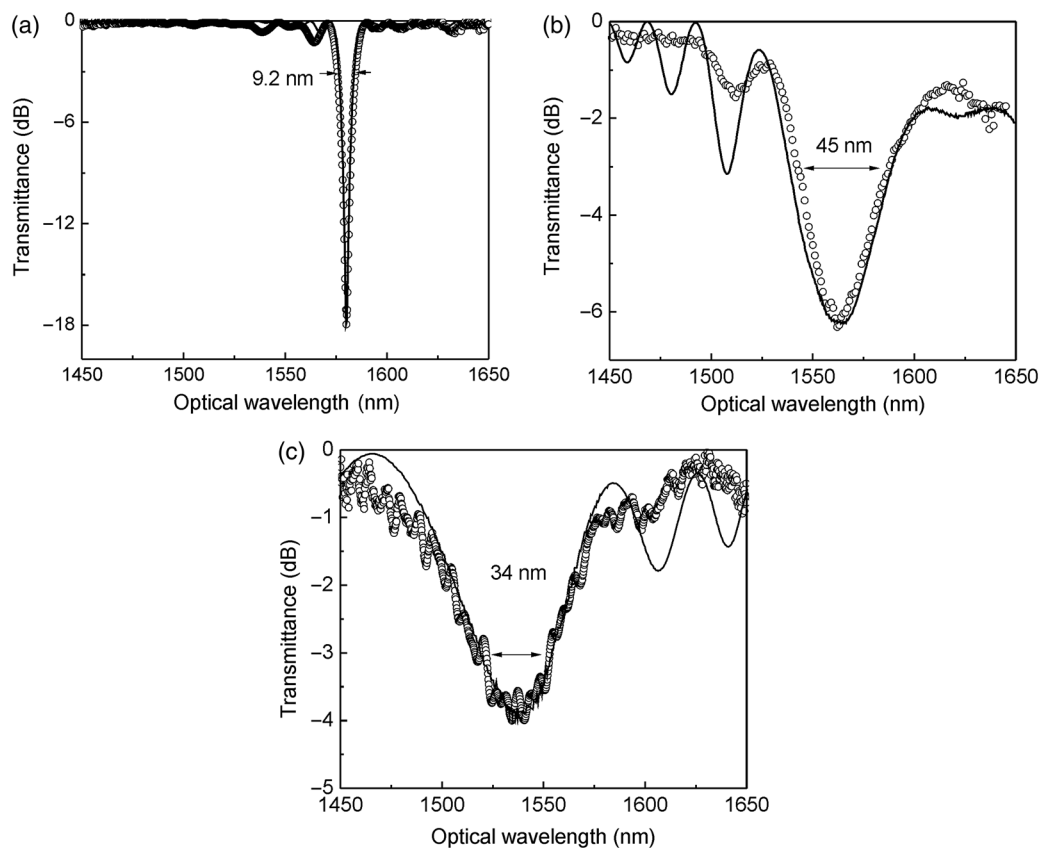 (a)
0
−6
−12
−18
Transmittance (dB)
9.2 nm
1450 1500 1550 1600 1650
Optical wavelength (nm)
(b)
0
−2
−4
−6
Transmittance (dB)
45 nm
1450 1500 1550 1600 1650
Optical wavelength (nm)
(c)
0
−1
−2
−3
−4
−5
Transmittance (dB)
34 nm
1450 1500 1550 1600 1650
Optical wavelength (nm)